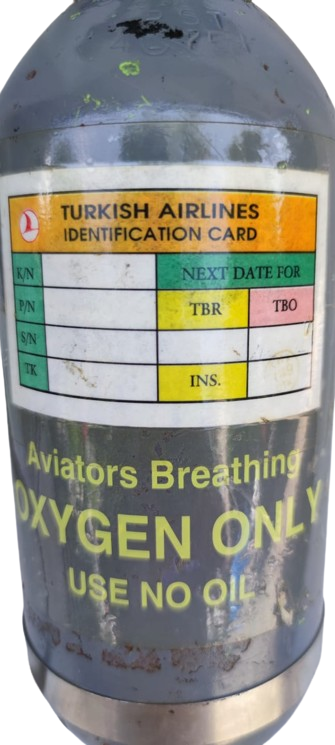 TURKISH AIRLINES
IDENTIFICATION CARD
K/N
NEXT DATE FOR
P/N
TBR
TBO
S/N
TK
INS.
Aviators Breathing
OXYGEN ONLY
USE NO OIL